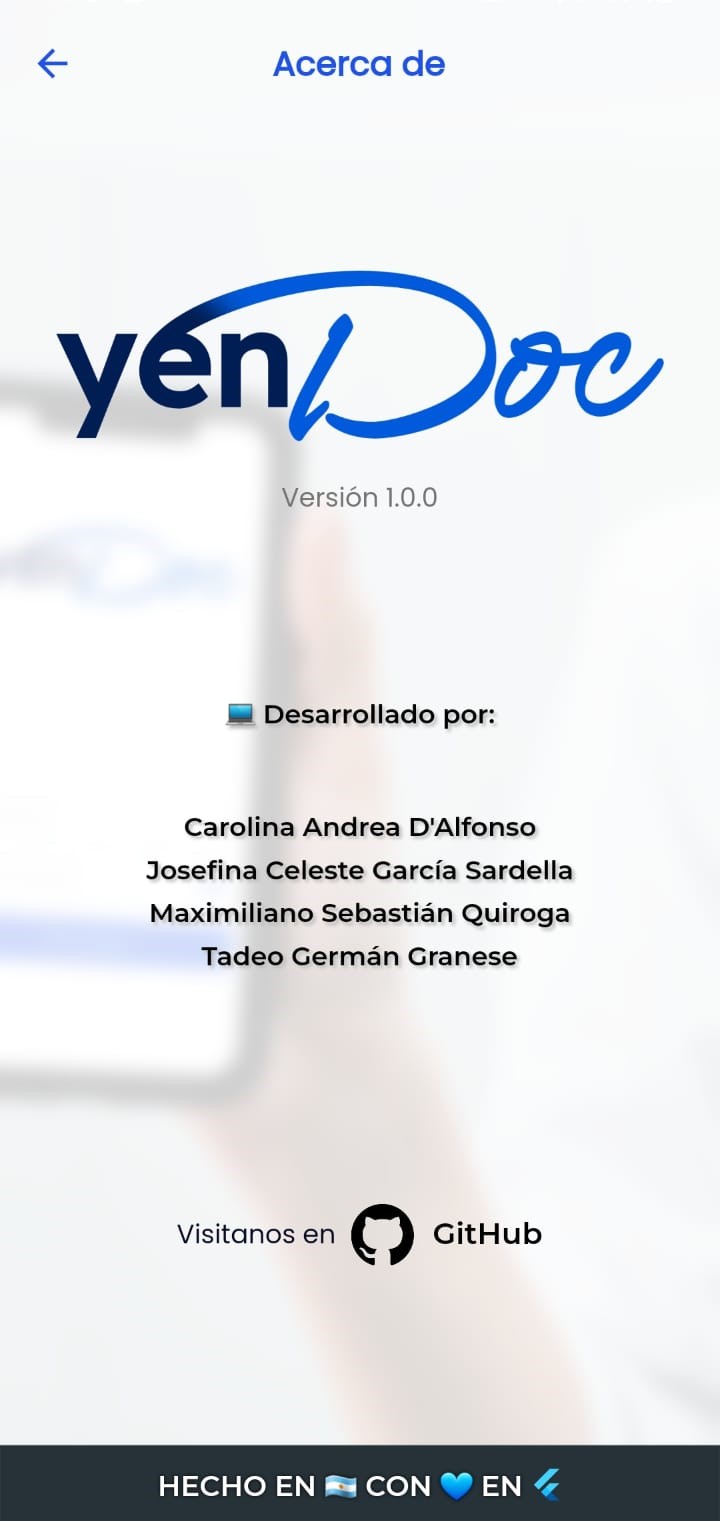 Acerca de
yenDoc
Versión 1.0.0
💻 Desarrollado por:
Carolina Andrea D'Alfonso
Josefina Celeste García Sardella
Maximiliano Sebastián Quiroga
Tadeo Germán Granese
Visitanos en GitHub
HECHO EN 🇦🇷 CON 💙 EN